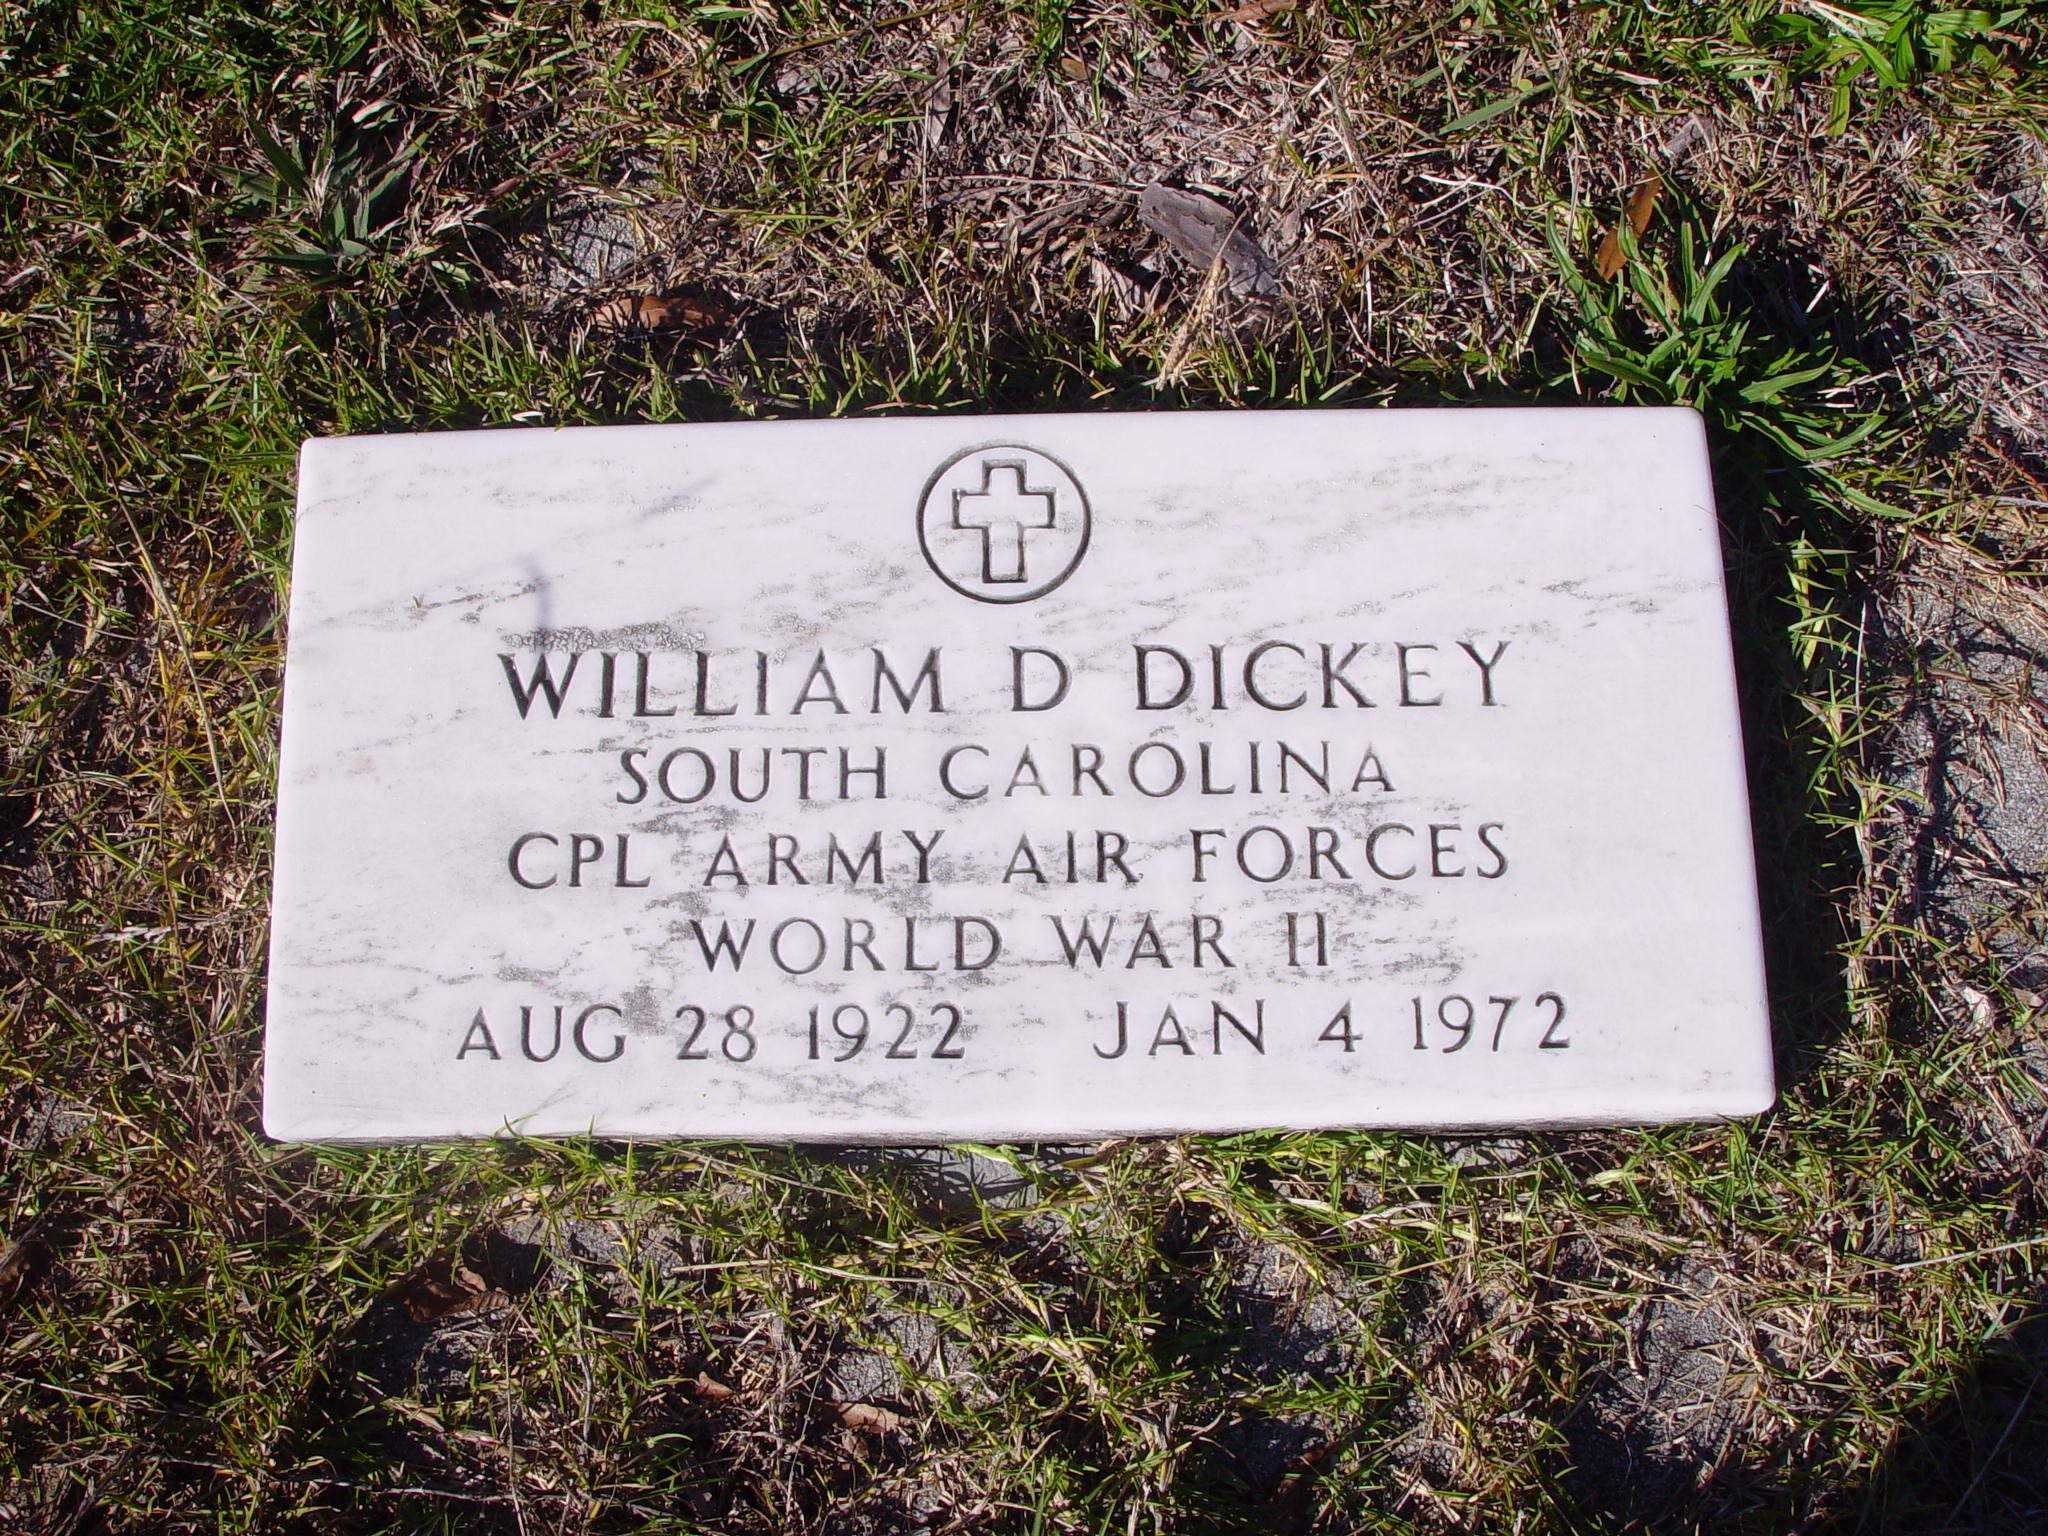 WILLIAM D DICKEY
SOUTH CAROLINA
CPL ARMY AIR FORCES
WORLD WAR II
AUG 28 1922 JAN 4 1972